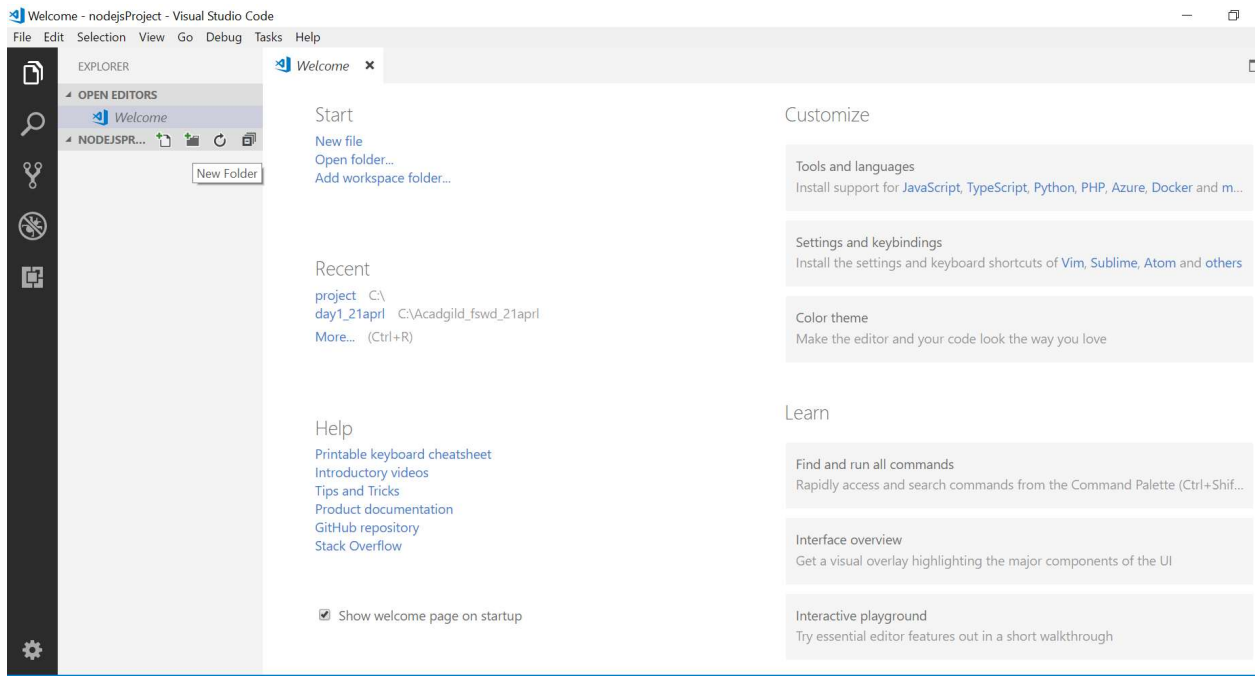 Welcome - nodejsProject - Visual Studio Code
File Edit Selection View Go Debug Tasks Help
EXPLORER
OPEN EDITORS
Welcome
NODEJSPR...
New Folder
Welcome
Start
New file
Open folder...
Add workspace folder...
Recent
project C:\
day1_21aprl C:\Acadgild_fswd_21aprl
More... (Ctrl+R)
Help
Printable keyboard cheatsheet
Introductory videos
Tips and Tricks
Product documentation
GitHub repository
Stack Overflow
Show welcome page on startup
Customize
Tools and languages
Install support for JavaScript, TypeScript, Python, PHP, Azure, Docker and m...
Settings and keybindings
Install the settings and keyboard shortcuts of Vim, Sublime, Atom and others
Color theme
Make the editor and your code look the way you love
Learn
Find and run all commands
Rapidly access and search commands from the Command Palette (Ctrl+Shif...
Interface overview
Get a visual overlay highlighting the major components of the UI
Interactive playground
Try essential editor features out in a short walkthrough